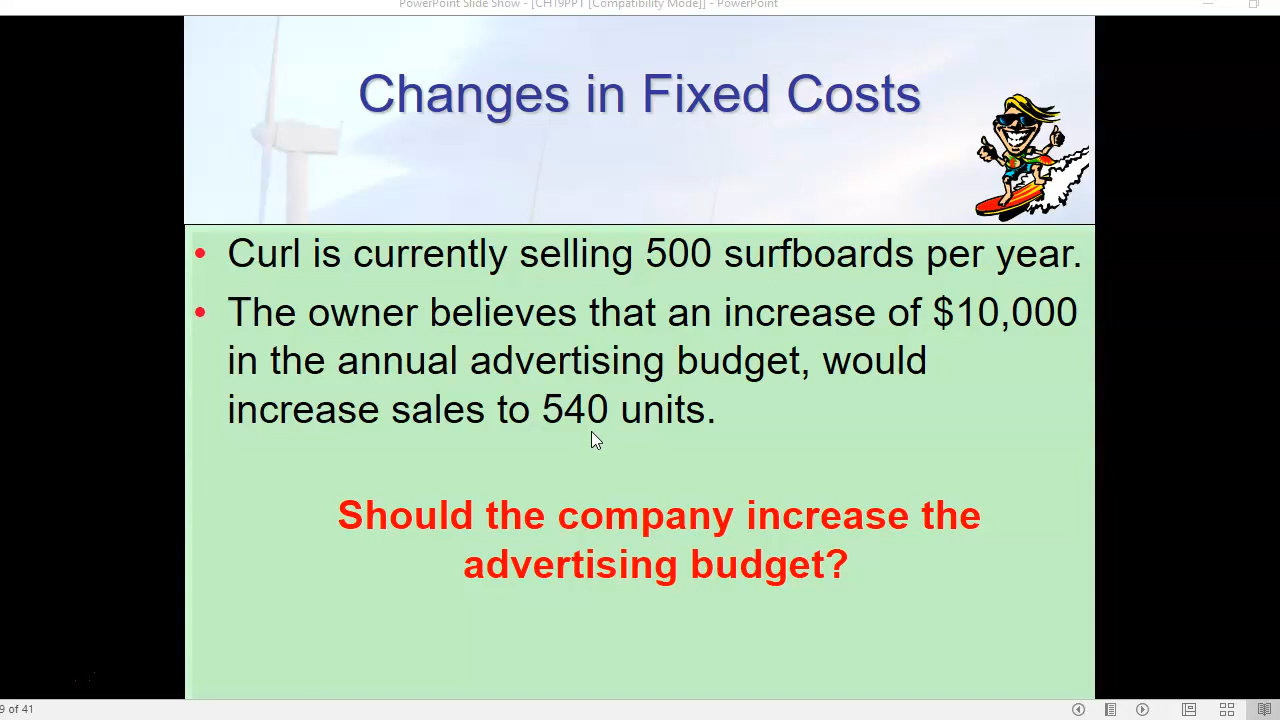 PowerPoint Slide Show - [CH19PPT [Compatibility Mode]] - PowerPoint
Changes in Fixed Costs
• Curl is currently selling 500 surfboards per year.
• The owner believes that an increase of $10,000
in the annual advertising budget, would
increase sales to 540 units.
Should the company increase the
advertising budget?
9 of 41